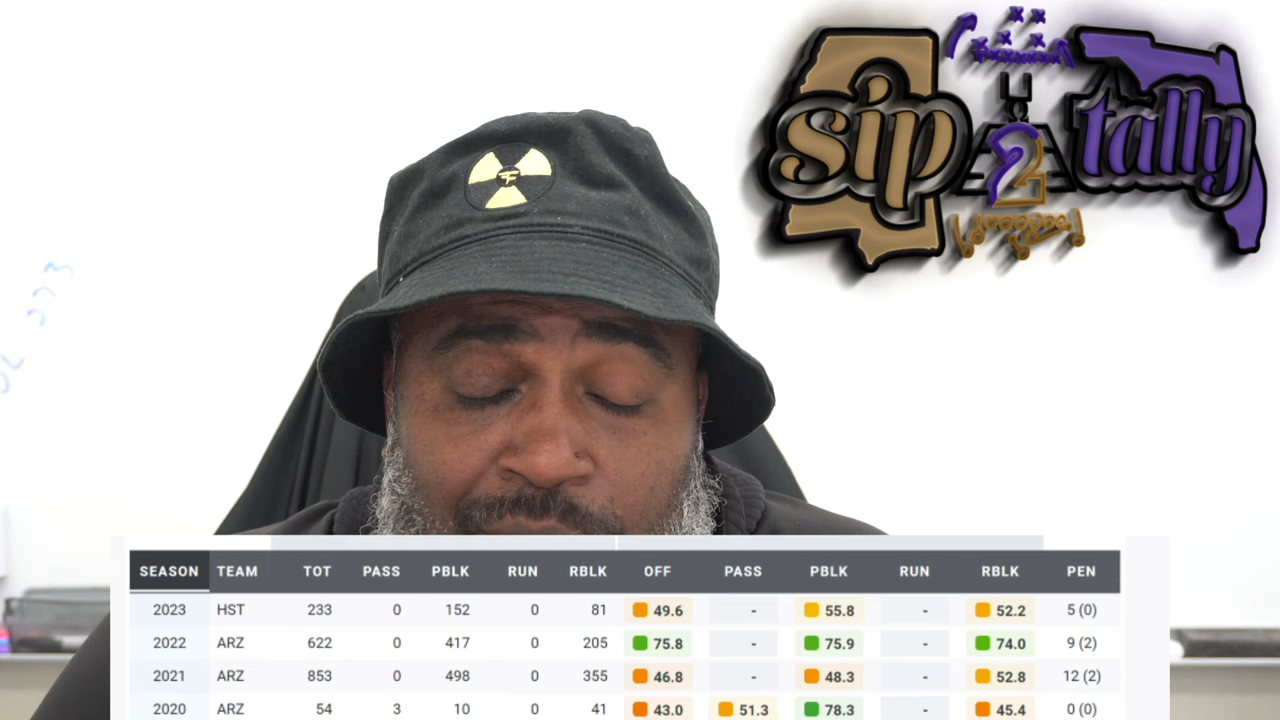 sip 2 tally
SEASON TEAM TOT PASS PBLK RUN RBLK OFF PASS PBLK RUN RBLK PEN
2023 HST 233 0 152 0 81 49.6 - 55.8 - 52.2 5 (0)
2022 ARZ 622 0 417 0 205 75.8 - 75.9 - 74.0 9 (2)
2021 ARZ 853 0 498 0 355 46.8 - 48.3 - 52.8 12 (2)
2020 ARZ 54 3 10 0 41 43.0 51.3 78.3 - 45.4 0 (0)